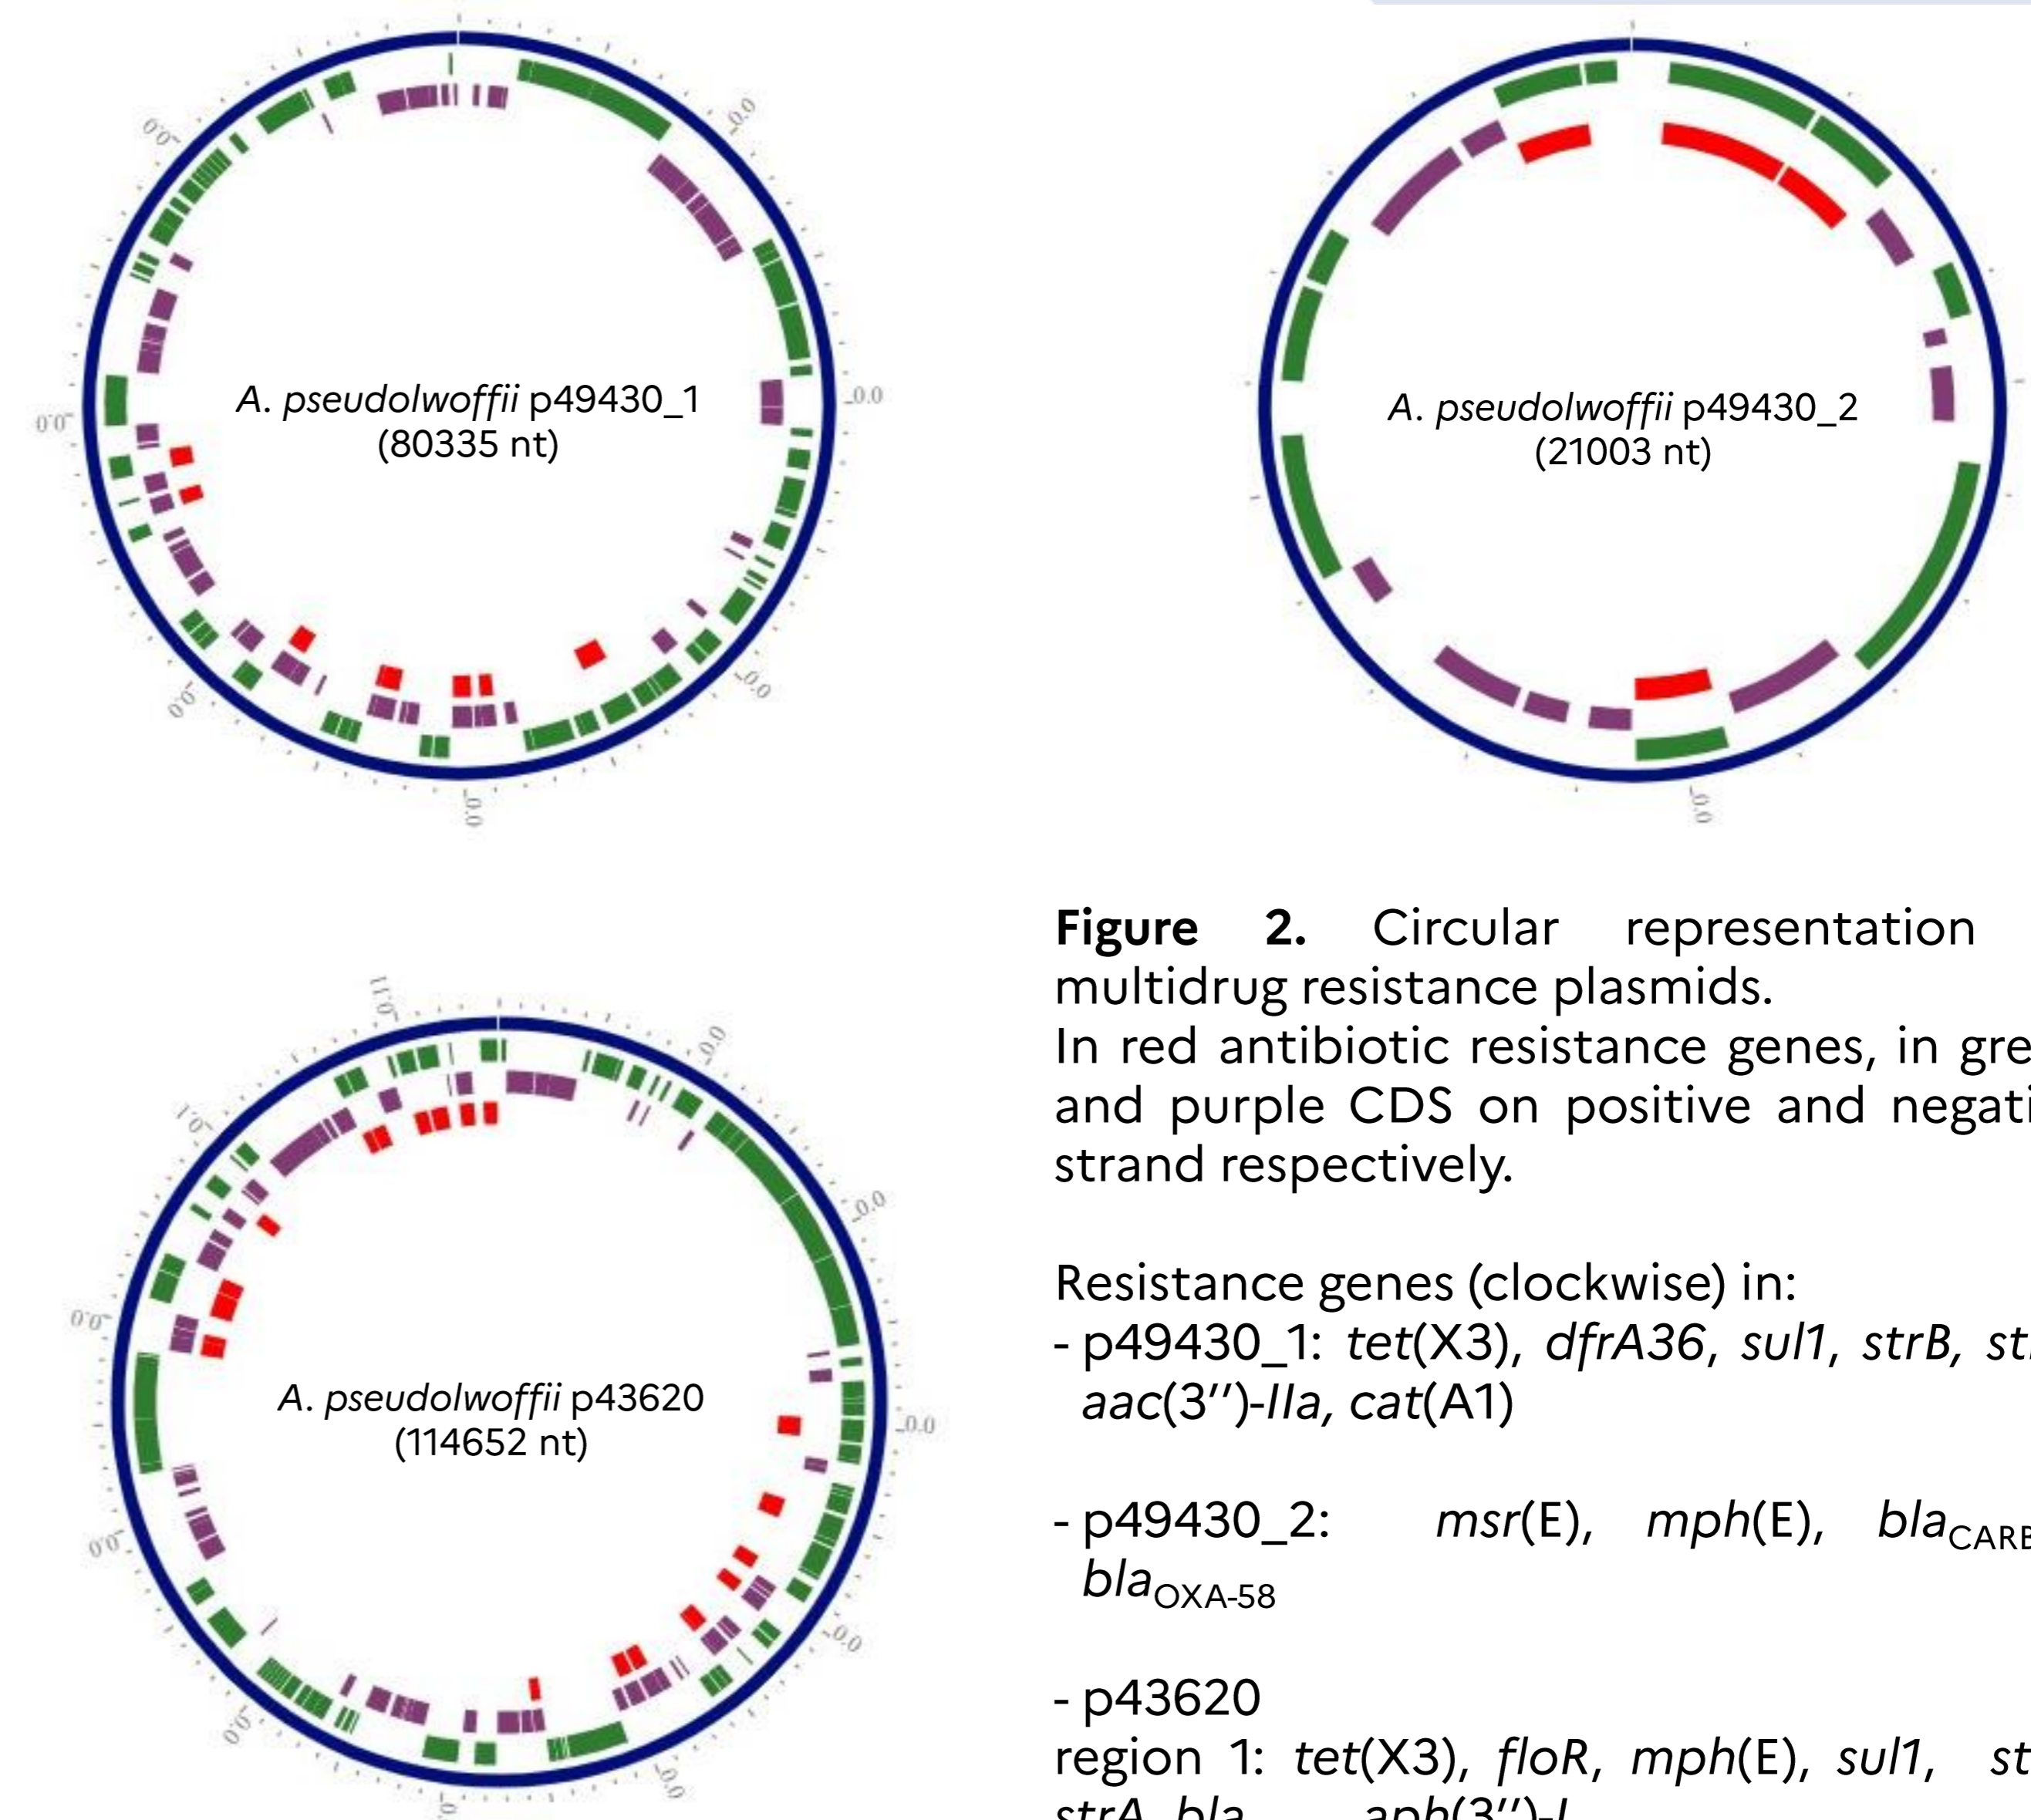 A. pseudolwoffii p49430_1
(80335 nt)
A. pseudolwoffii p49430_2
(21003 nt)
A. pseudolwoffii p43620
(114652 nt)
Figure 2. Circular representation
multidrug resistance plasmids.
In red antibiotic resistance genes, in
and purple CDS on positive and
strand respectively.
Resistance genes (clockwise) in:
- p49430_1: tet(X3), dfrA36, sul1, strB,
aac(3’’)-IIa, cat(A1)
- p49430_2: msr(E), mph(E),
blaOXA-58
- p43620
region 1: tet(X3), floR, mph(E), sul1,